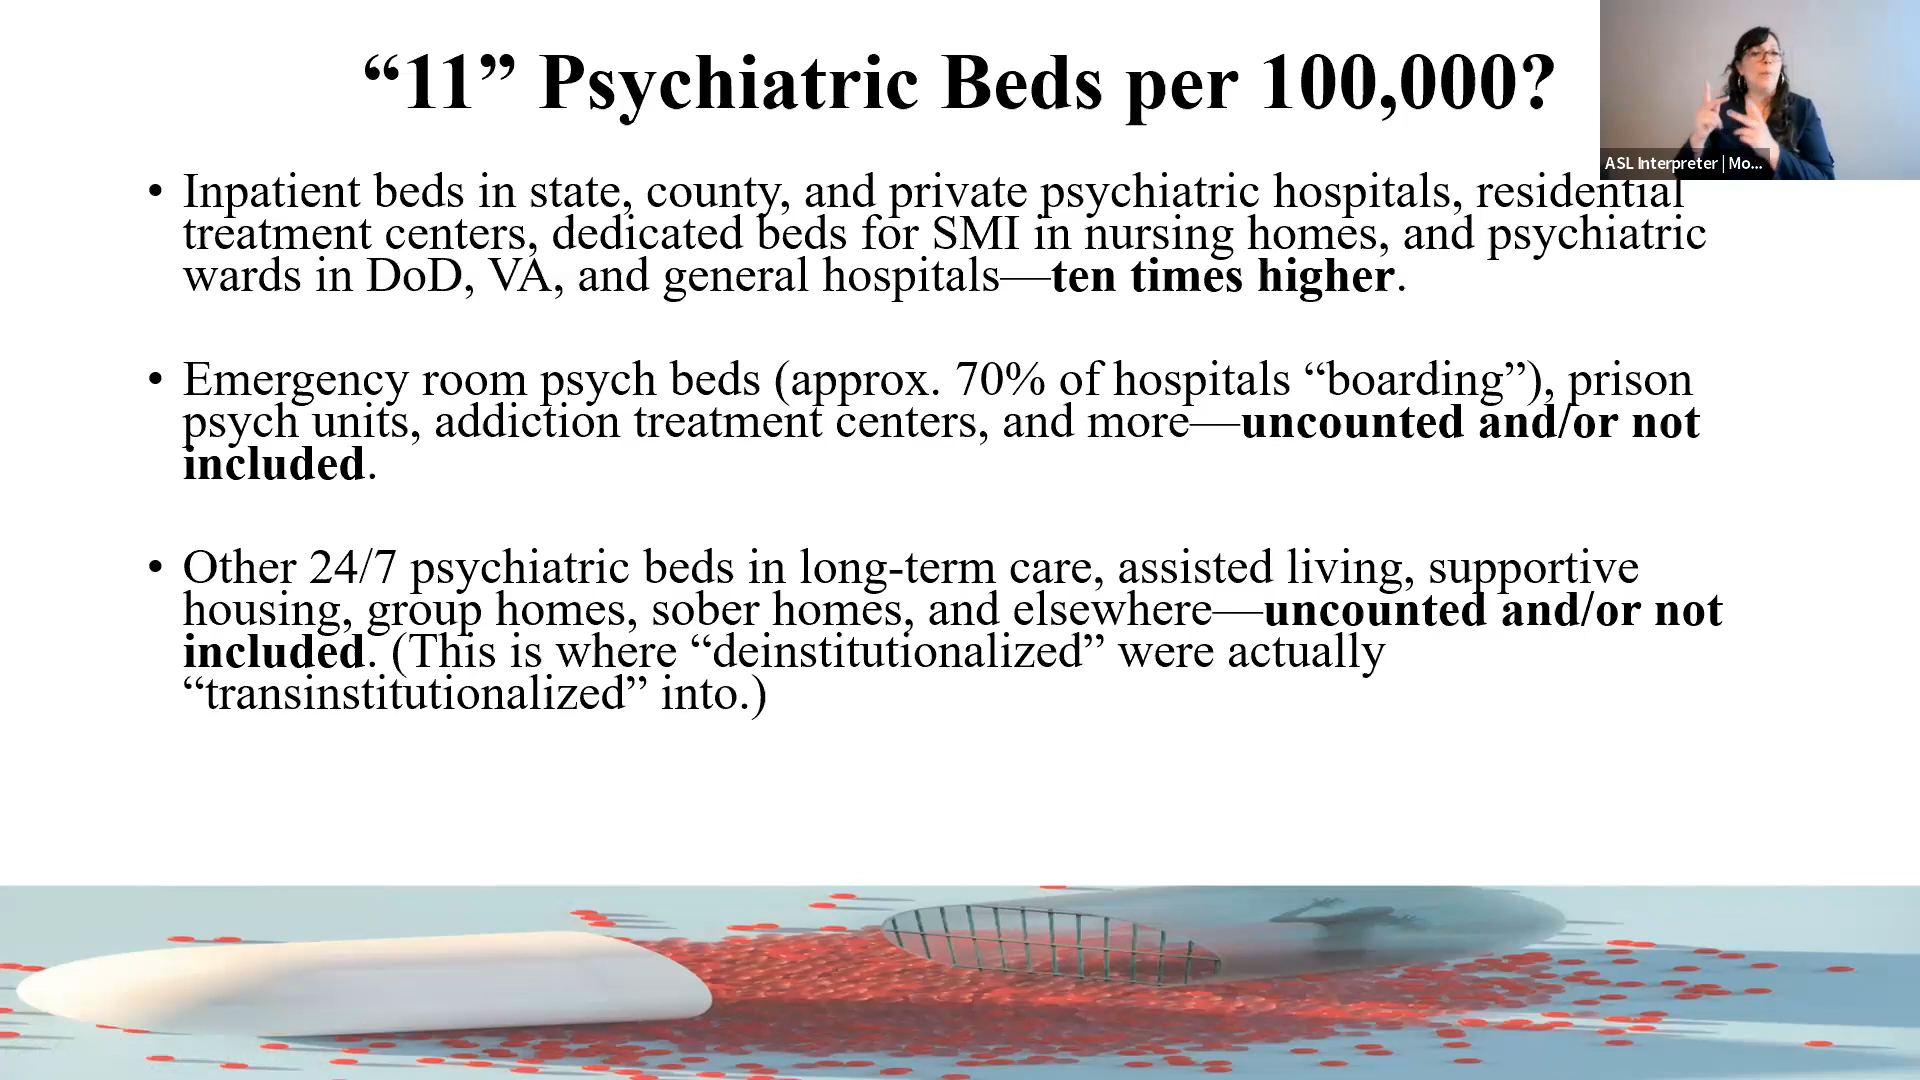 “11” Psychiatric Beds per 100,000?
ASL Interpreter | Mo...
• Inpatient beds in state, county, and private psychiatric hospitals, residential
treatment centers, dedicated beds for SMI in nursing homes, and psychiatric
wards in DoD, VA, and general hospitals—ten times higher.
• Emergency room psych beds (approx. 70% of hospitals “boarding”), prison
psych units, addiction treatment centers, and more—uncounted and/or not
included.
• Other 24/7 psychiatric beds in long-term care, assisted living, supportive
housing, group homes, sober homes, and elsewhere—uncounted and/or not
included. (This is where “deinstitutionalized” were actually
“transinstitutionalized” into.)